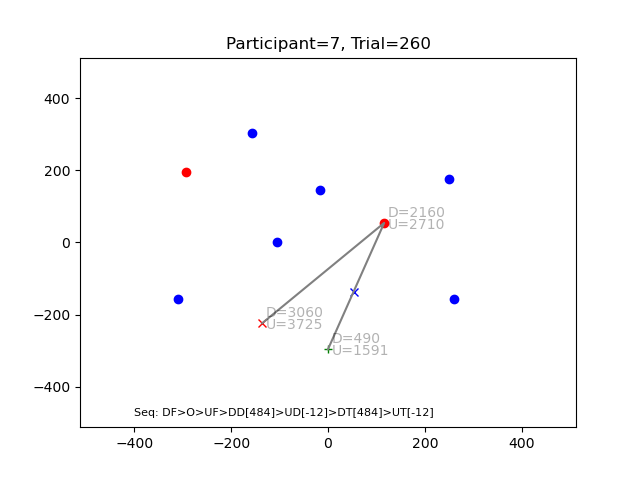 Participant=7, Trial=260
400
200
0
−200
−400
D=2160
U=2710
D=3060
U=3725
D=490
U=1591
Seq: DF>O>UF>DD[484]>UD[-12]>DT[484]>UT[-12]
−400
−200
0
200
400